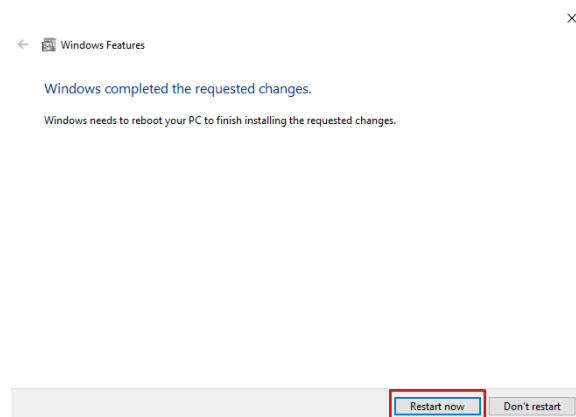 Windows Features
Windows completed the requested changes.
Windows needs to reboot your PC to finish installing the requested changes.
Restart now
Don't restart